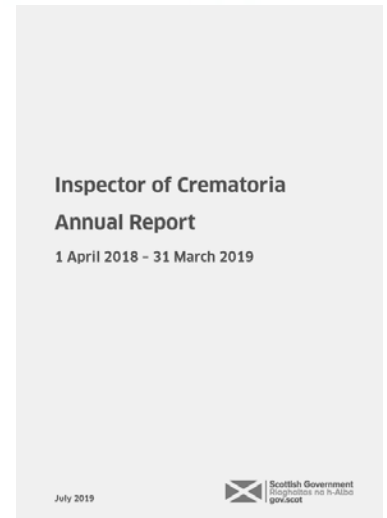 Inspector of Crematoria
Annual Report
1 April 2018 – 31 March 2019
July 2019
Scottish Government
Riaghaltas na h-Alba
gov.scot